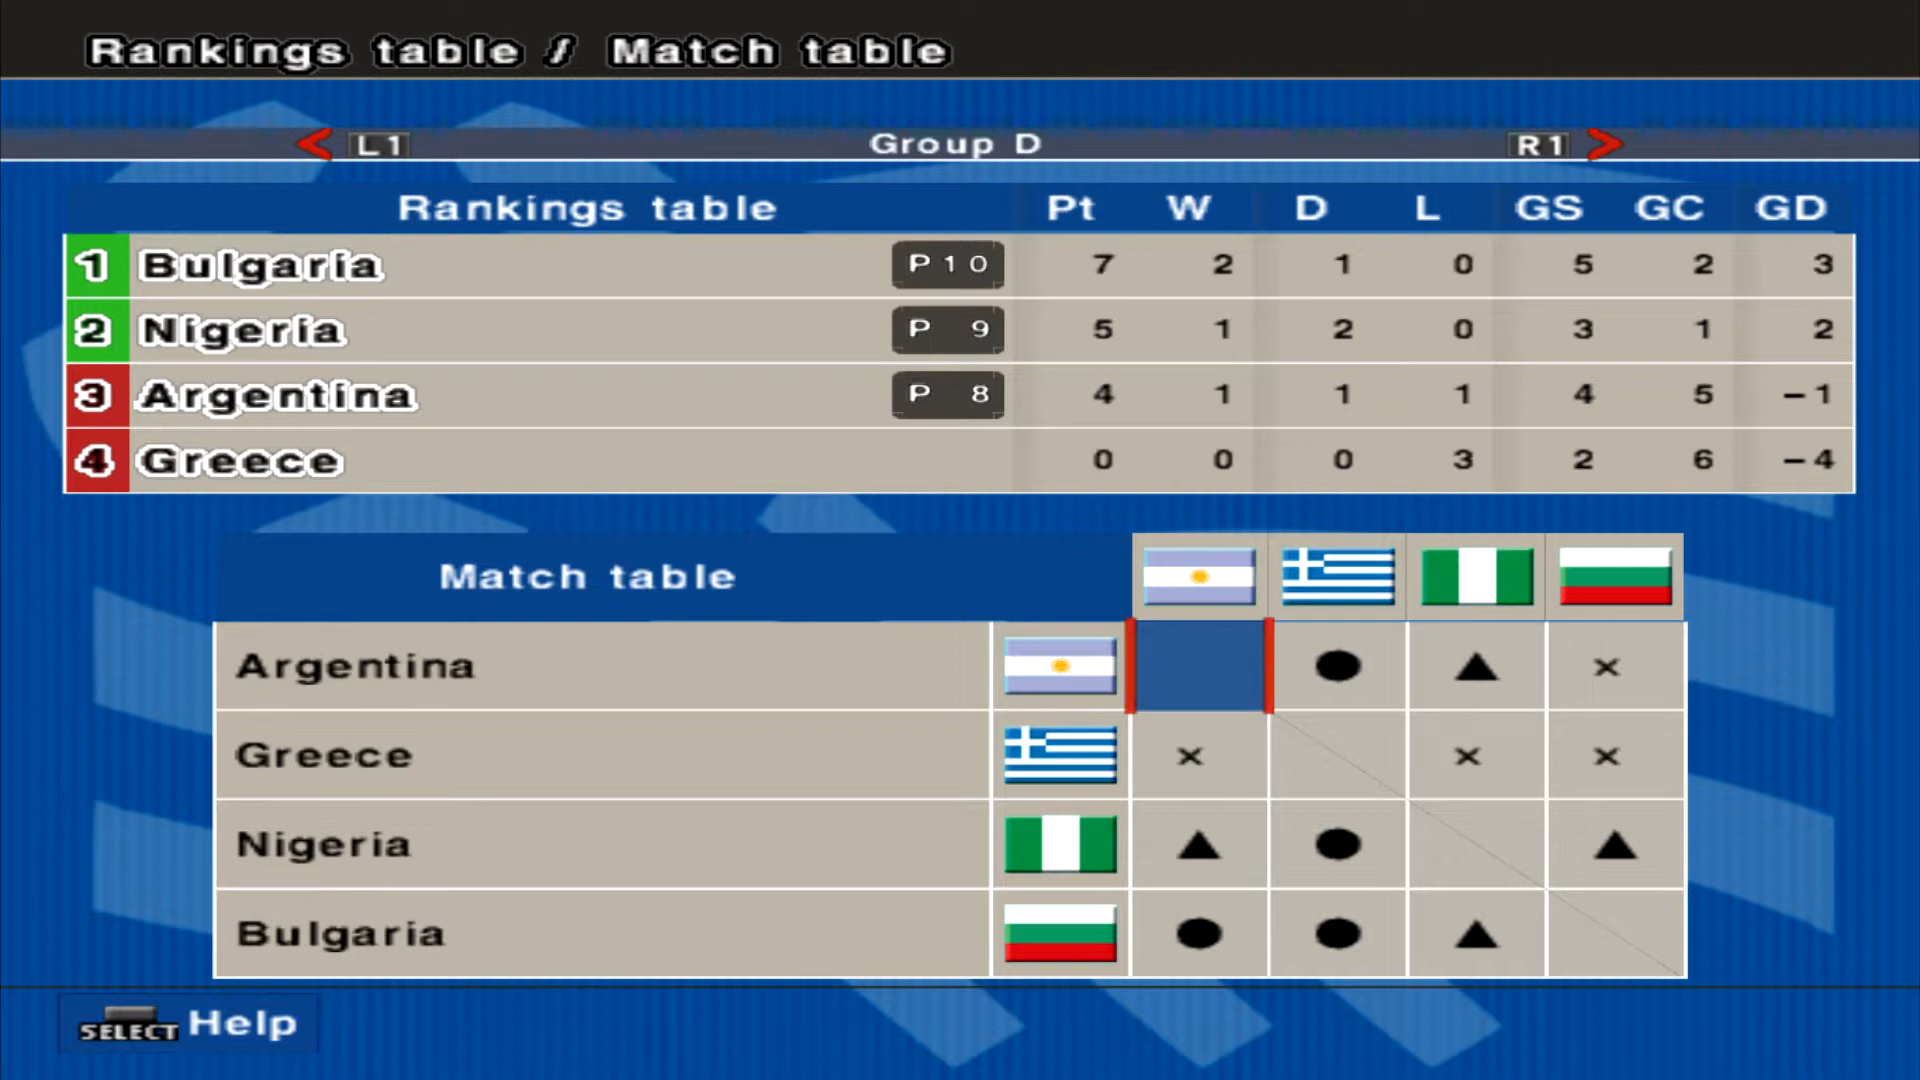 Rankings table / Match table
L1 Group D R1
Rankings table Pt W D L GS GC GD
1 Bulgaria P 10 7 2 1 0 5 2 3
2 Nigeria P 9 5 1 2 0 3 1 2
3 Argentina P 8 4 1 1 1 4 5 -1
4 Greece 0 0 0 3 2 6 -4
Match table
Argentina ● ▲ ×
Greece × × ×
Nigeria ▲ ● ▲
Bulgaria ● ● ▲
SELECT Help